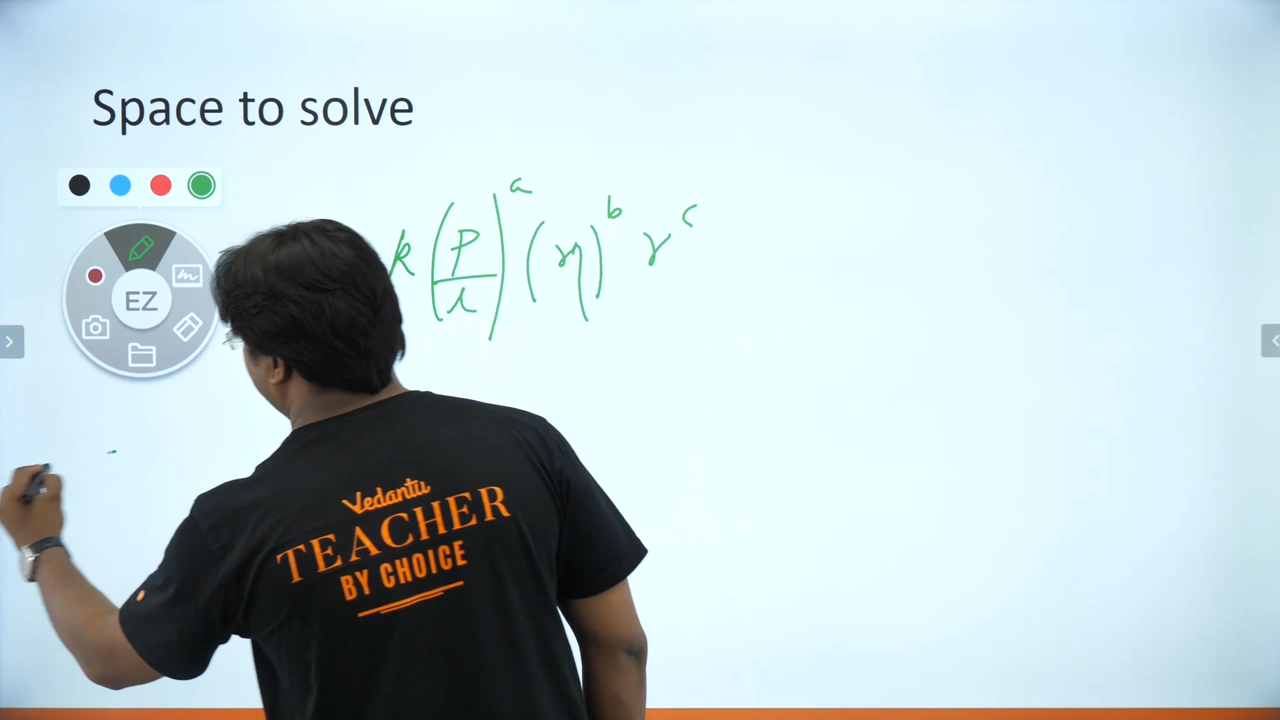 Space to solve
k (P/l)^a (η)^b r^c
EZ
Vedantu
TEACHER
BY CHOICE